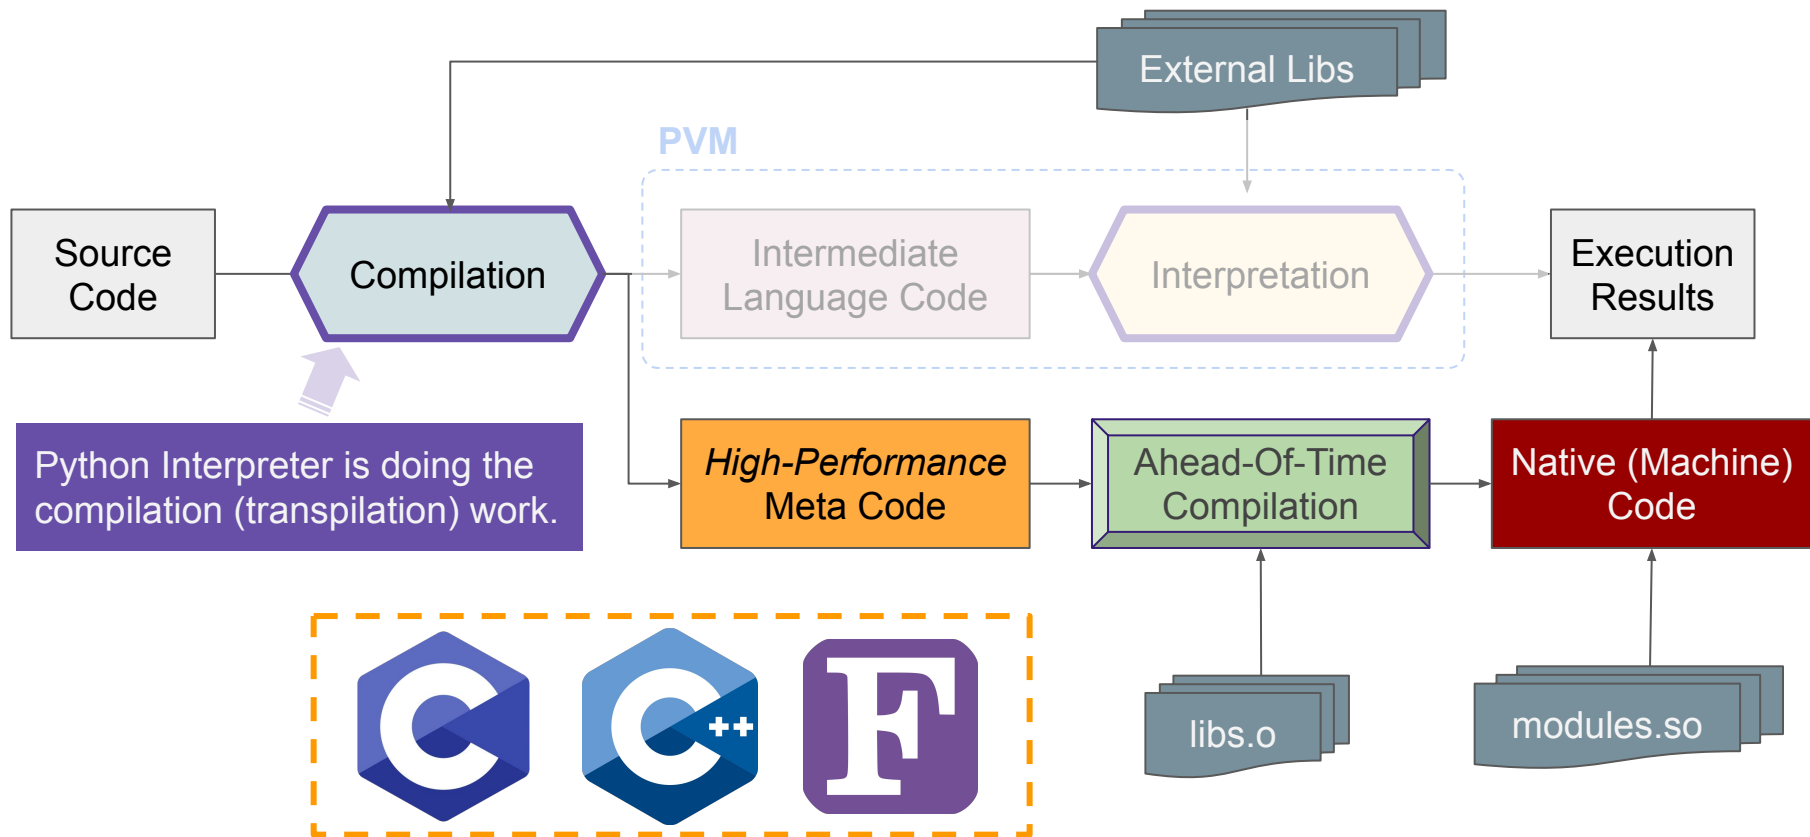 External Libs
PVM
Source
Code
Compilation
Intermediate
Language Code
Interpretation
Execution
Results
Python Interpreter is doing the
compilation (transpilation) work.
High-Performance
Meta Code
Ahead-Of-Time
Compilation
Native (Machine)
Code
C
C++
F
libs.o
modules.so